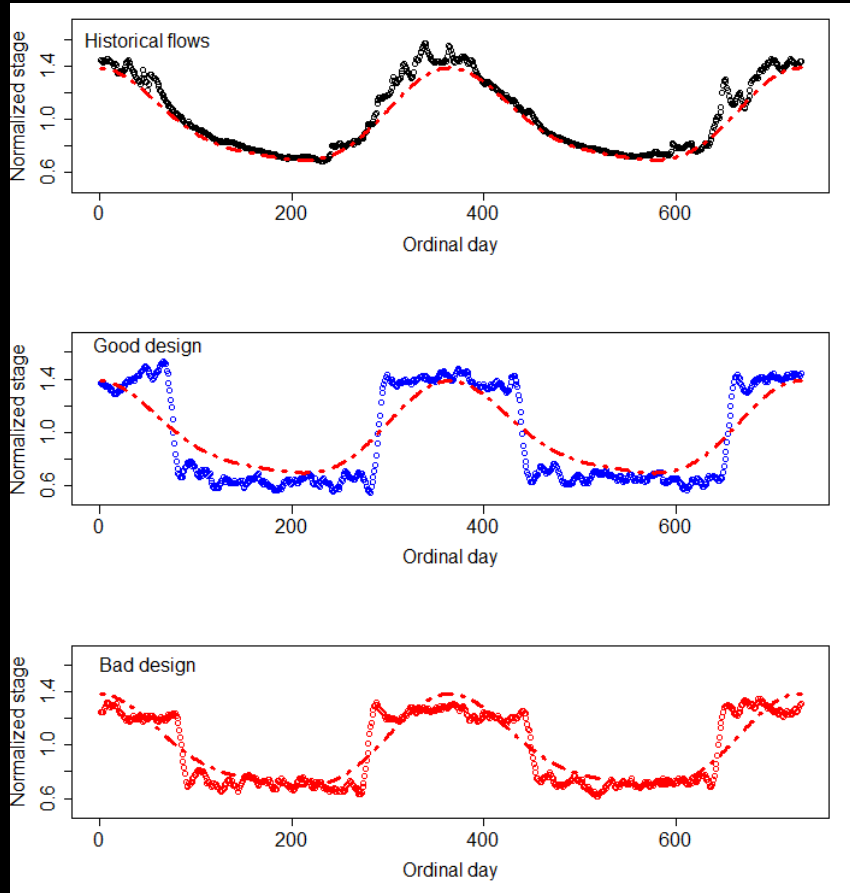 Historical flows
Normalized stage
1.4
1.0
0.6
0 200 400 600
Ordinal day
Good design
Normalized stage
1.4
1.0
0.6
0 200 400 600
Ordinal day
Bad design
Normalized stage
1.4
1.0
0.6
0 200 400 600
Ordinal day